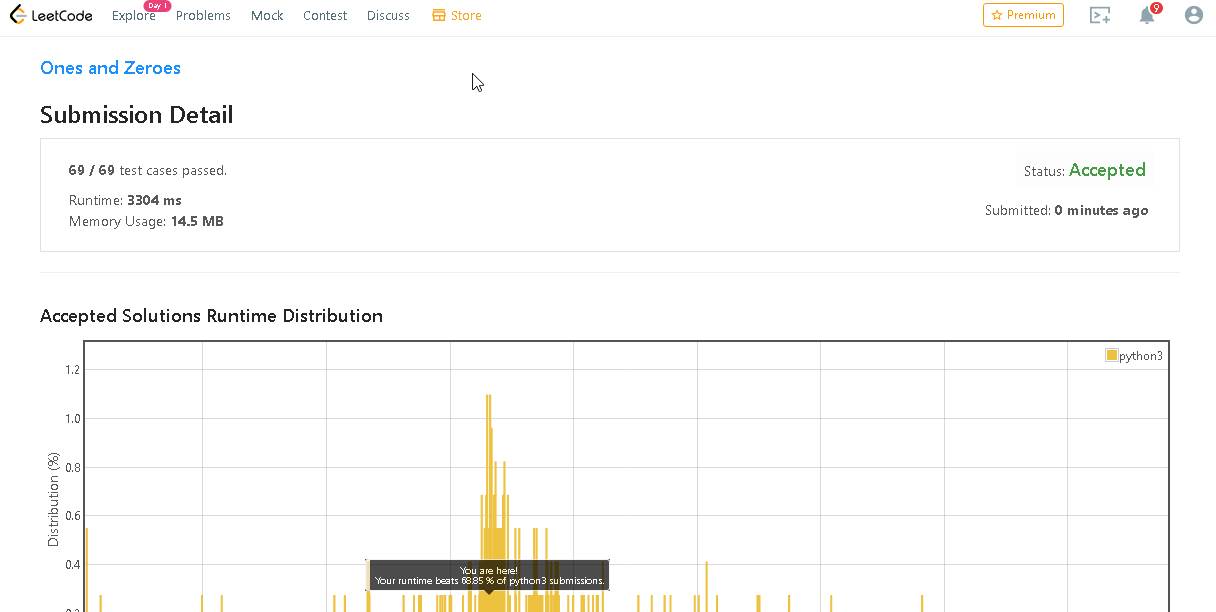 LeetCode Explore Day 1 Problems Mock Contest Discuss Store Premium 9
Ones and Zeroes
Submission Detail
69 / 69 test cases passed.
Status: Accepted
Runtime: 3304 ms
Submitted: 0 minutes ago
Memory Usage: 14.5 MB
Accepted Solutions Runtime Distribution
python3
1.2
1.0
0.8
0.6
0.4
Distribution (%)
You are here!
Your runtime beats 68.85 % of python3 submissions.